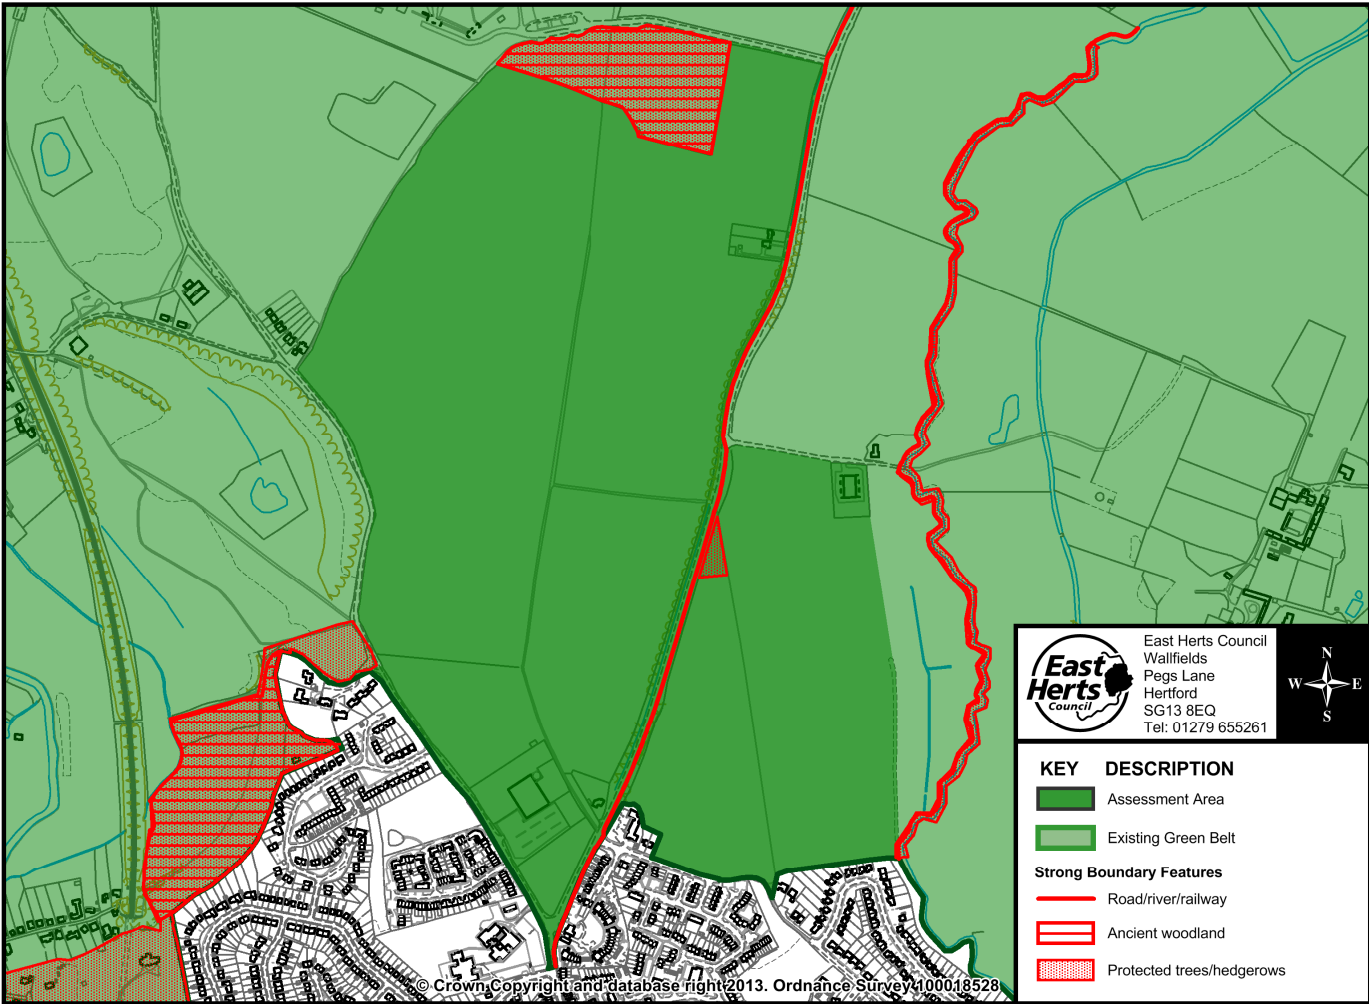 East
Herts
Council
East Herts Council
Wallfields
Pegs Lane
Hertford
SG13 8EQ
Tel: 01279 655261
N
W E
S
KEY DESCRIPTION
Assessment Area
Existing Green Belt
Strong Boundary Features
Road/river/railway
Ancient woodland
Protected trees/hedgerows
© Crown Copyright and database right 2013. Ordnance Survey 100018528